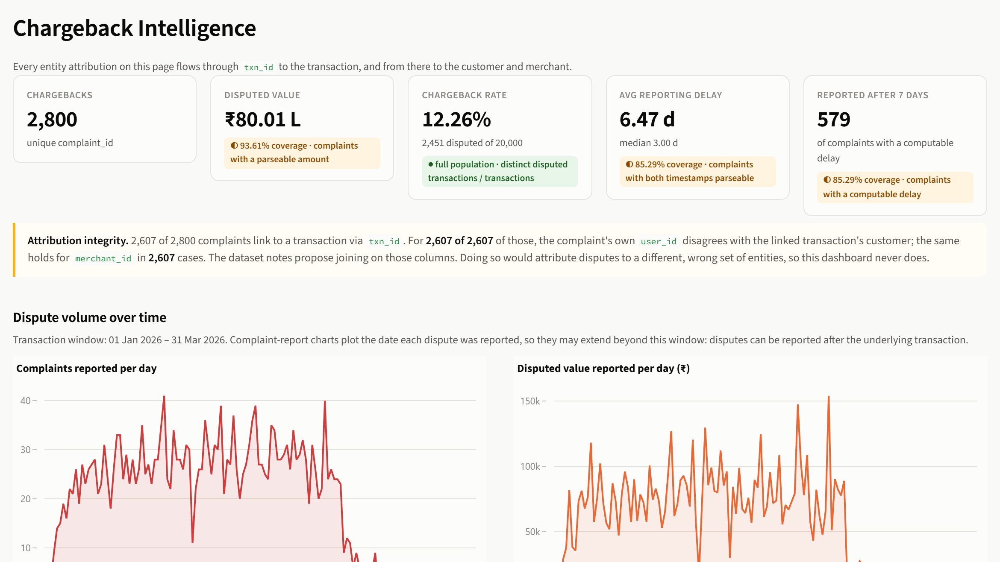 Chargeback Intelligence
Every entity attribution on this page flows through txn_id to the transaction, and from there to the customer and merchant.
CHARGEBACKS
2,800
unique complaint_id
DISPUTED VALUE
₹80.01 L
◐ 93.61% coverage · complaints
with a parseable amount
CHARGEBACK RATE
12.26%
2,451 disputed of 20,000
● full population · distinct disputed
transactions / transactions
AVG REPORTING DELAY
6.47 d
median 3.00 d
◐ 85.29% coverage · complaints
with both timestamps parseable
REPORTED AFTER 7 DAYS
579
of complaints with a computable
delay
◐ 85.29% coverage · complaints
with a computable delay
Attribution integrity. 2,607 of 2,800 complaints link to a transaction via txn_id. For 2,607 of 2,607 of those, the complaint's own user_id disagrees with the linked transaction's customer; the same
holds for merchant_id in 2,607 cases. The dataset notes propose joining on those columns. Doing so would attribute disputes to a different, wrong set of entities, so this dashboard never does.
Dispute volume over time
Transaction window: 01 Jan 2026 – 31 Mar 2026. Complaint-report charts plot the date each dispute was reported, so they may extend beyond this window: disputes can be reported after the underlying transaction.
Complaints reported per day
40
30
20
10
Disputed value reported per day (₹)
150k
100k
50k